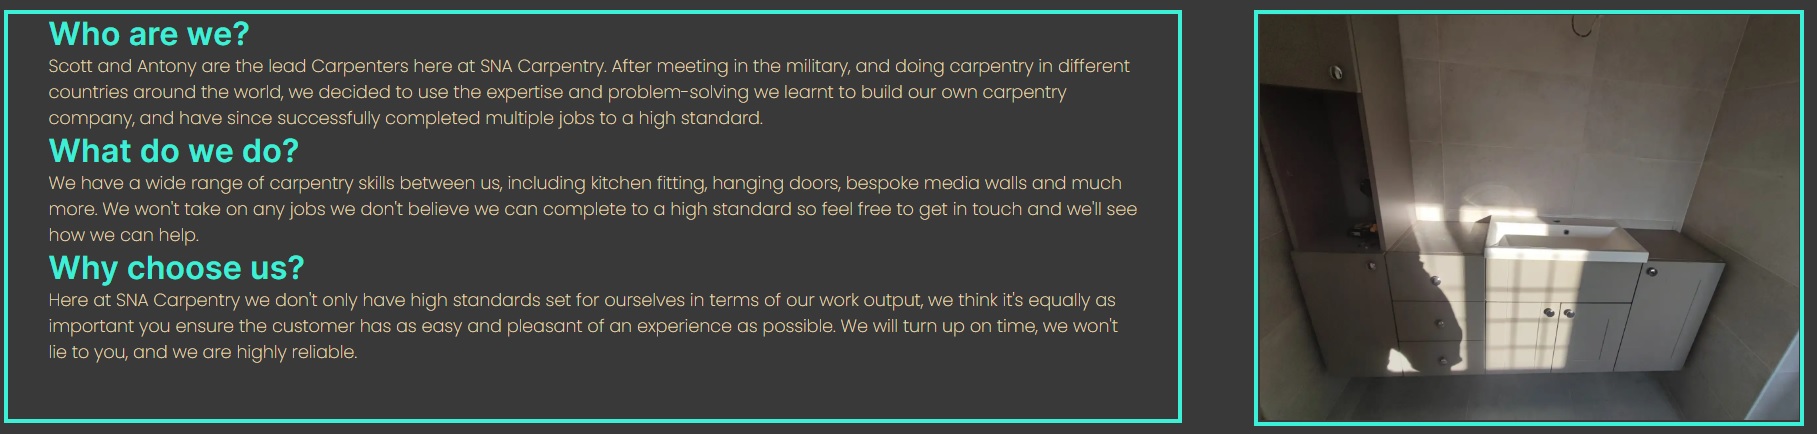 Who are we?
Scott and Antony are the lead Carpenters here at SNA Carpentry. After meeting in the military, and doing carpentry in different
countries around the world, we decided to use the expertise and problem-solving we learnt to build our own carpentry
company, and have since successfully completed multiple jobs to a high standard.
What do we do?
We have a wide range of carpentry skills between us, including kitchen fitting, hanging doors, bespoke media walls and much
more. We won't take on any jobs we don't believe we can complete to a high standard so feel free to get in touch and we'll see
how we can help.
Why choose us?
Here at SNA Carpentry we don't only have high standards set for ourselves in terms of our work output, we think it's equally as
important you ensure the customer has as easy and pleasant of an experience as possible. We will turn up on time, we won't
lie to you, and we are highly reliable.